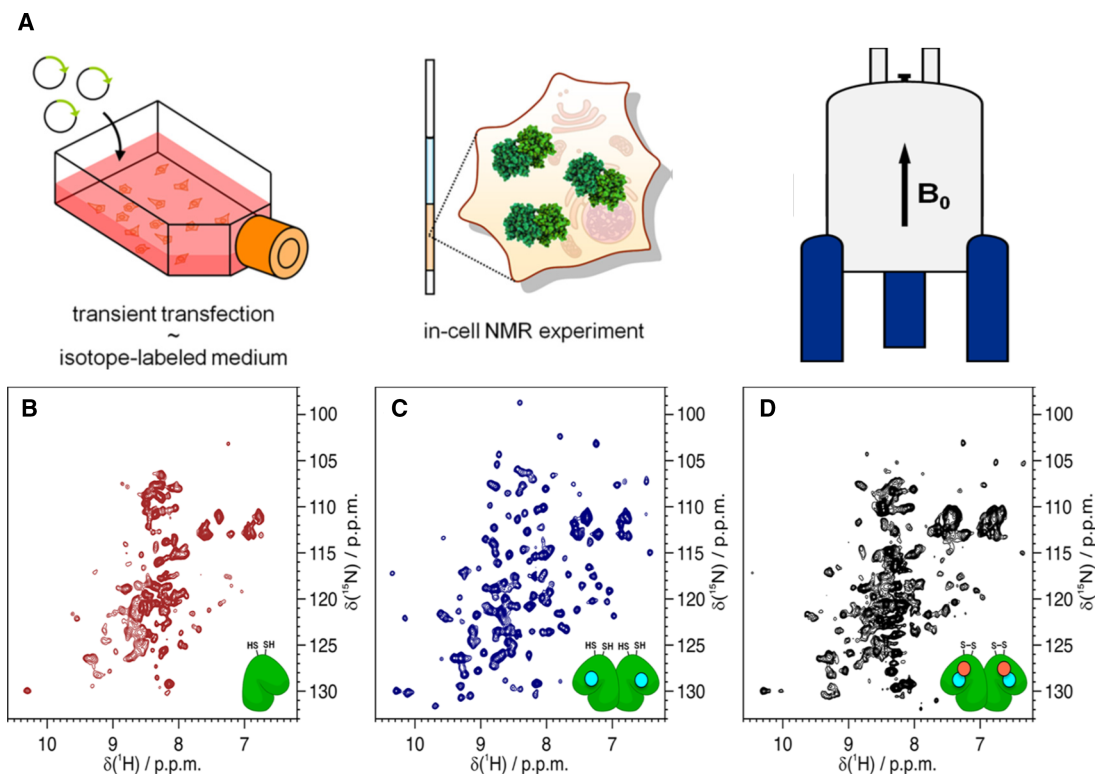 A
B₀
transient transfection
~
isotope-labeled medium
in-cell NMR experiment
B
100
105
110
115
120
125
130
δ(¹⁵N) / p.p.m.
HS SH
10 9 8 7
δ(¹H) / p.p.m.
C
100
105
110
115
120
125
130
δ(¹⁵N) / p.p.m.
HS SH HS SH
10 9 8 7
δ(¹H) / p.p.m.
D
100
105
110
115
120
125
130
δ(¹⁵N) / p.p.m.
S-S S-S
10 9 8 7
δ(¹H) / p.p.m.